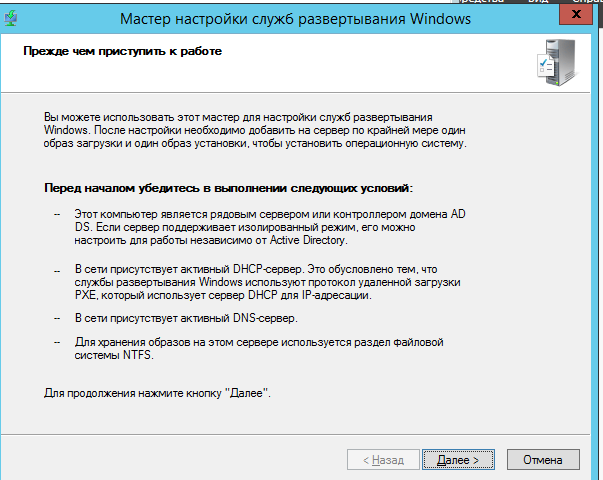 редства Вид Спра
Мастер настройки служб развертывания Windows
x
Прежде чем приступить к работе
Вы можете использовать этот мастер для настройки служб развертывания
Windows. После настройки необходимо добавить на сервер по крайней мере один
образ загрузки и один образ установки, чтобы установить операционную систему.
Перед началом убедитесь в выполнении следующих условий:
-- Этот компьютер является рядовым сервером или контроллером домена AD
DS. Если сервер поддерживает изолированный режим, его можно
настроить для работы независимо от Active Directory.
-- В сети присутствует активный DHCP-сервер. Это обусловлено тем, что
службы развертывания Windows используют протокол удаленной загрузки
PXE, который использует сервер DHCP для IP-адресации.
-- В сети присутствует активный DNS-сервер.
-- Для хранения образов на этом сервере используется раздел файловой
системы NTFS.
Для продолжения нажмите кнопку "Далее".
< Назад Далее > Отмена